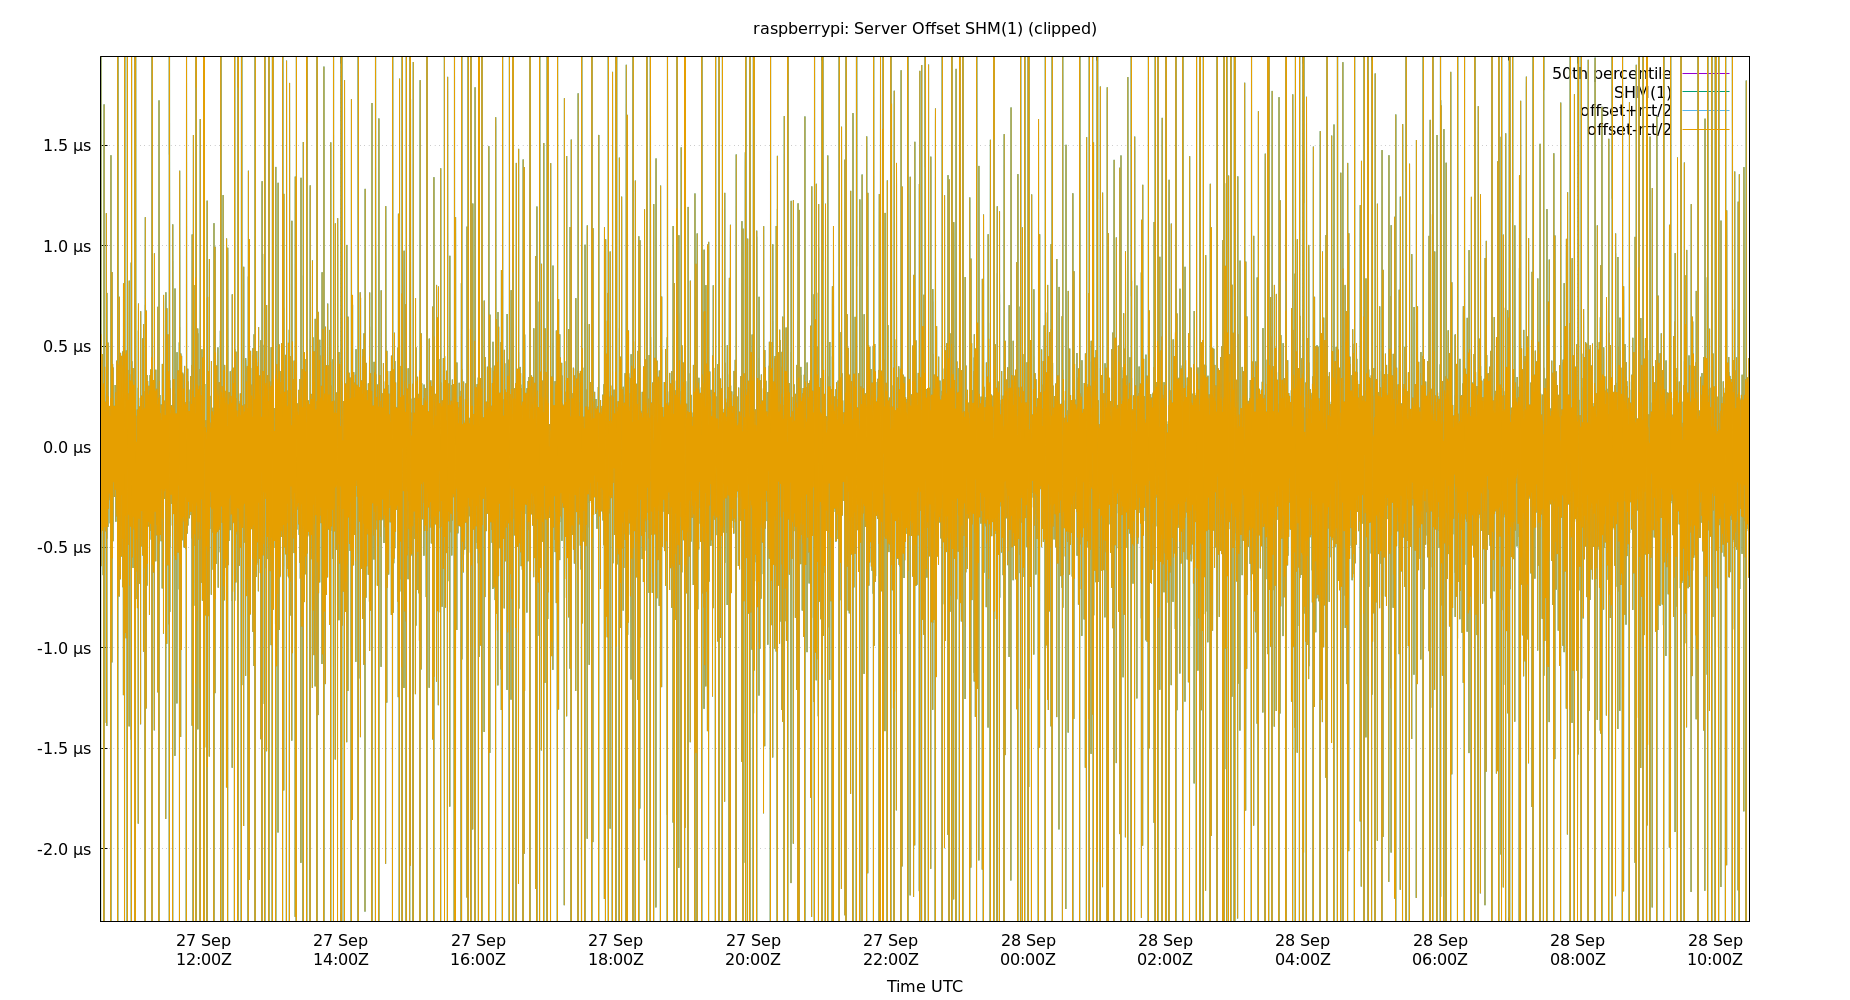 raspberrypi: Server Offset SHM(1) (clipped)
50th percentile
SHM(1)
offset+rtt/2
offset-rtt/2
1.5 µs
1.0 µs
0.5 µs
0.0 µs
-0.5 µs
-1.0 µs
-1.5 µs
-2.0 µs
27 Sep 27 Sep 27 Sep 27 Sep 27 Sep 27 Sep 28 Sep 28 Sep 28 Sep 28 Sep 28 Sep 28 Sep
12:00Z 14:00Z 16:00Z 18:00Z 20:00Z 22:00Z 00:00Z 02:00Z 04:00Z 06:00Z 08:00Z 10:00Z
Time UTC